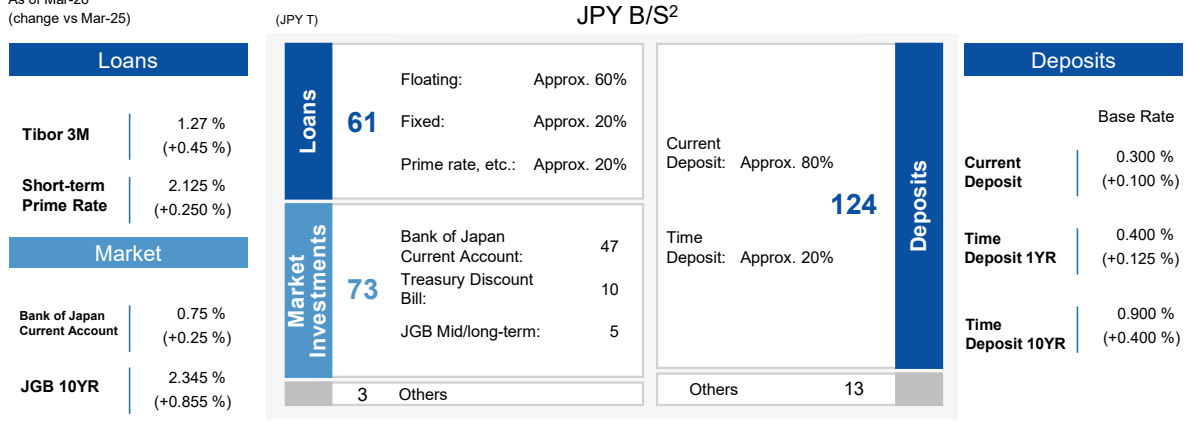 As of Mar-26
(change vs Mar-25)
(JPY T)
JPY B/S2
Loans
Tibor 3M
1.27 %
(+0.45 %)
Short-term
Prime Rate
2.125 %
(+0.250 %)
Market
Bank of Japan
Current Account
0.75 %
(+0.25 %)
JGB 10YR
2.345 %
(+0.855 %)
Loans
61
Floating: Approx. 60%
Fixed: Approx. 20%
Prime rate, etc.: Approx. 20%
Market
Investments
73
Bank of Japan
Current Account: 47
Treasury Discount
Bill: 10
JGB Mid/long-term: 5
3 Others
Current
Deposit: Approx. 80%
124
Time
Deposit: Approx. 20%
Deposits
Others 13
Deposits
Base Rate
Current
Deposit
0.300 %
(+0.100 %)
Time
Deposit 1YR
0.400 %
(+0.125 %)
Time
Deposit 10YR
0.900 %
(+0.400 %)